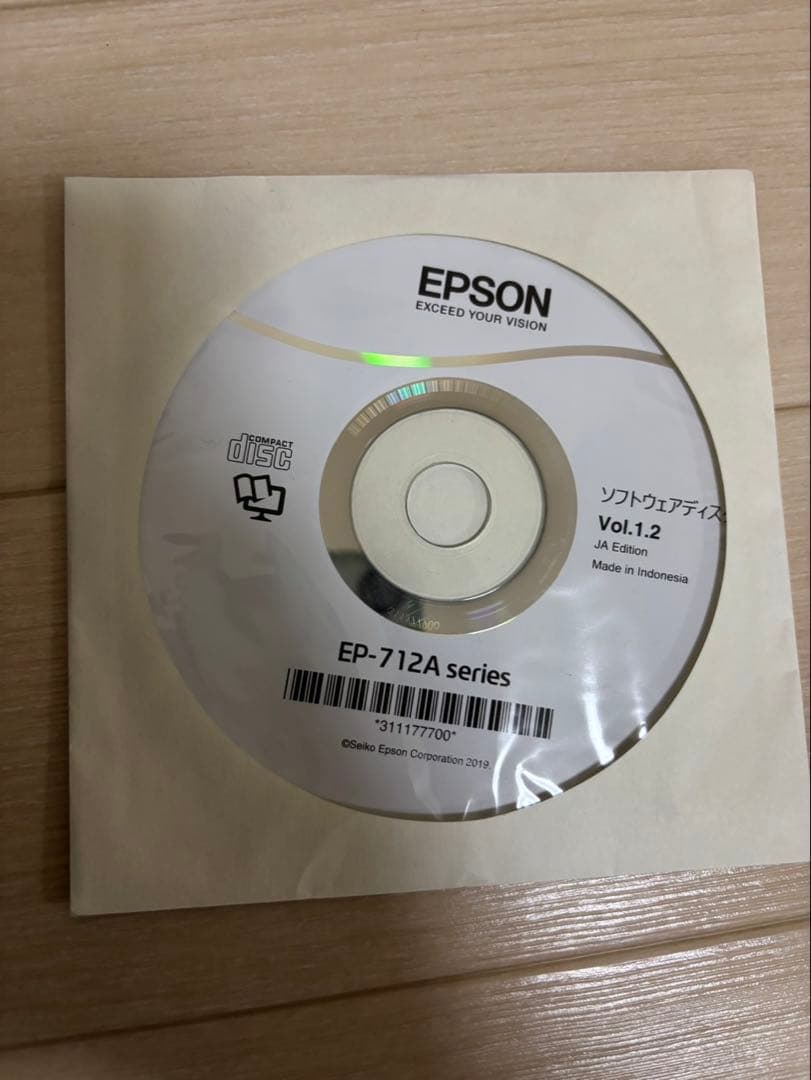 EPSON
EXCEED YOUR VISION
COMPACT
disc
ソフトウェアディス
Vol.1.2
JA Edition
Made in Indonesia
EP-712A series
*311177700*
©Seiko Epson Corporation 2019.